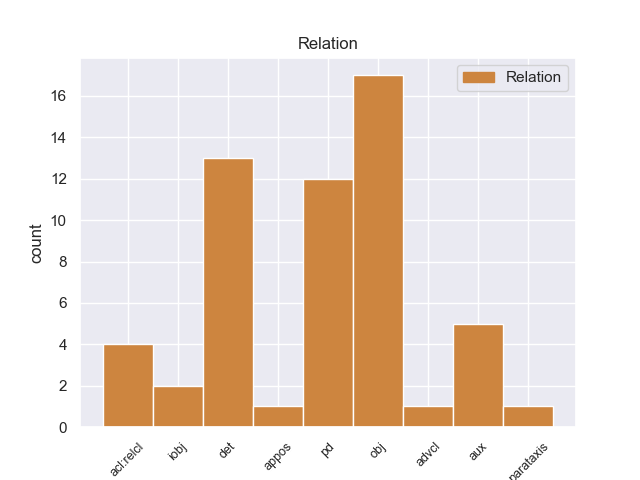 Relation
Relation
count
16
14
12
10
8
6
4
2
0
acl:relcl
iobj
det
appos
pd
obj
advcl
aux
parataxis